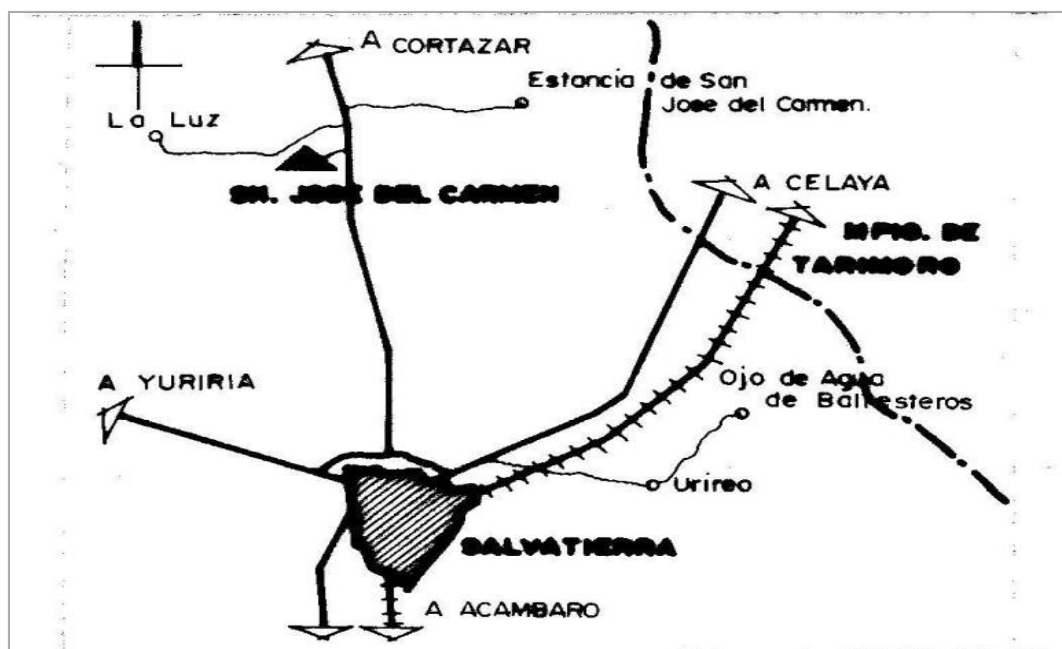 A CORTAZAR
Estancia de San
Jose del Carmen.
La Luz
SN. JOSE DEL CARMEN
A CELAYA
MPIO. DE
TARIMORO
A YURIRIA
Ojo de Agua
de Ballesteros
Urireo
SALVATIERRA
A ACAMBARO